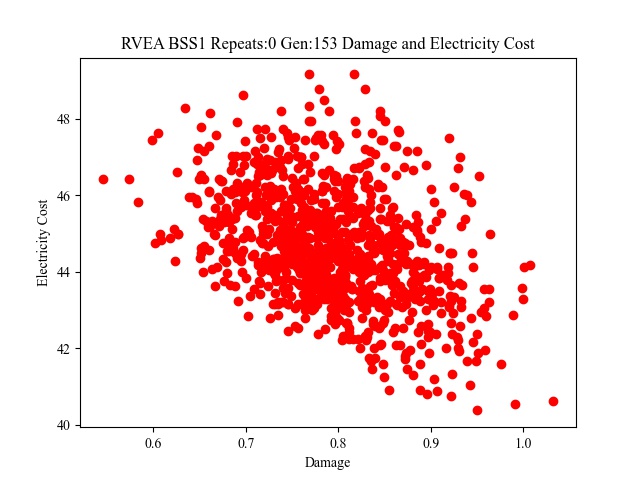 RVEA BSS1 Repeats:0 Gen:153 Damage and Electricity Cost
48
46
44
42
40
Electricity Cost
0.6 0.7 0.8 0.9 1.0
Damage